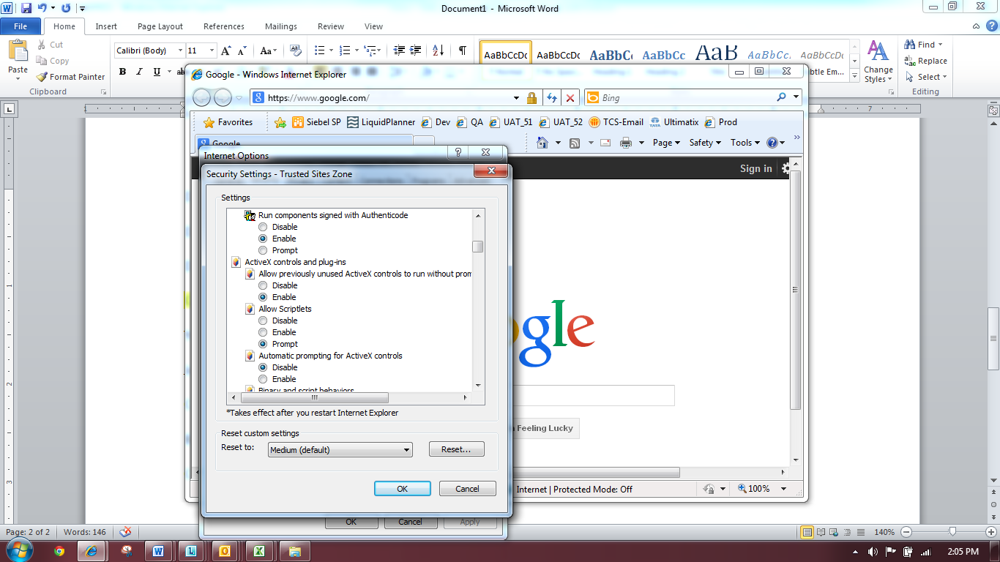 Document1 - Microsoft Word
File Home Insert Page Layout References Mailings Review View
Paste
Cut
Copy
Format Painter
Clipboard
Calibri (Body) 11
B I U abc
Aa
AaBbCcDc AaBbCcDc AaBbCc AaBbCc AaB AaBbCcDc AaBbCcDc
Change Styles
Find
Replace
Select
Editing
Google - Windows Internet Explorer
https://www.google.com/
Bing
Favorites Siebel SP LiquidPlanner Dev QA UAT_51 UAT_52 TCS-Email Ultimatix Prod
Google
Page Safety Tools
Internet Options
Sign in
Security Settings - Trusted Sites Zone
Settings
Run components signed with Authenticode
Disable
Enable
Prompt
ActiveX controls and plug-ins
Allow previously unused ActiveX controls to run without prom
Disable
Enable
Allow Scriptlets
Disable
Enable
Prompt
Automatic prompting for ActiveX controls
Disable
Enable
Binary and script behaviors
*Takes effect after you restart Internet Explorer
Reset custom settings
Reset to: Medium (default) Reset...
OK Cancel
OK Cancel Apply
ogle
Feeling Lucky
Internet | Protected Mode: Off
100%
7
1
2
3
Page: 2 of 2 Words: 146
140%
2:05 PM